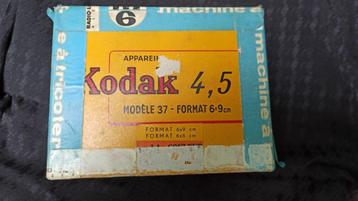 RADIO
6
machine
APPAREIL
Kodak 4,5
MODÈLE 37 - FORMAT 6-9cm
FORMAT 6x9 cm
FORMAT 6x6 cm
e à tricoter
machine à